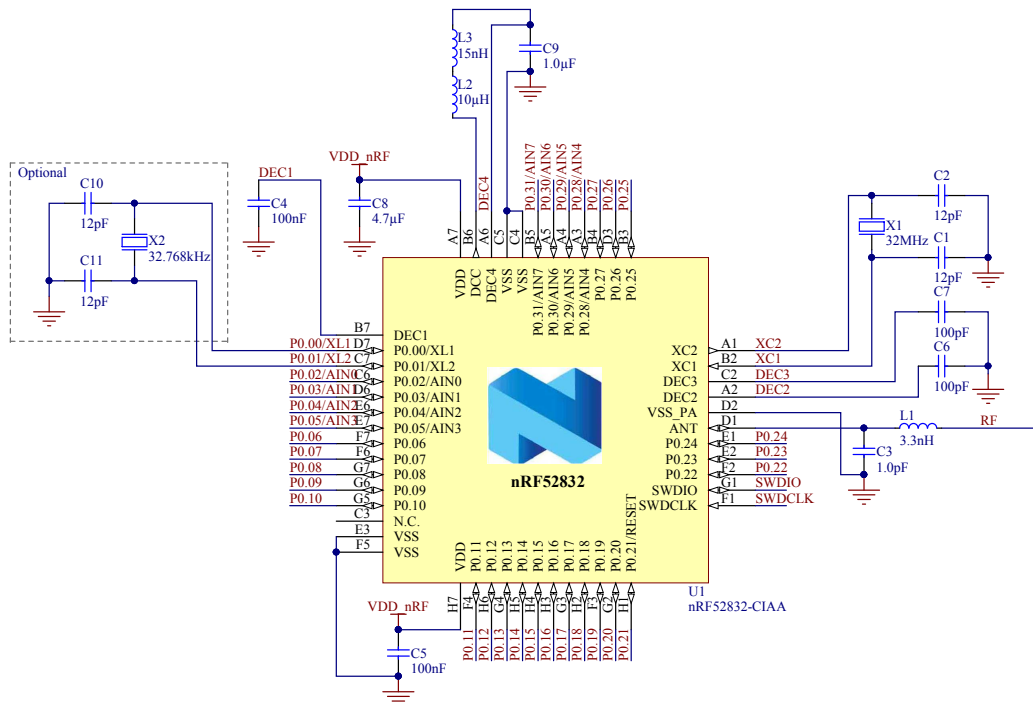 L3
15nH
L2
10µH
C9
1.0µF
Optional
C10
12pF
X2
32.768kHz
C11
12pF
DEC1
C4
100nF
VDD_nRF
C8
4.7µF
DEC4
P0.31/AIN7
P0.30/AIN6
P0.29/AIN5
P0.28/AIN4
P0.27
P0.26
P0.25
A7
B6
A6
C5
C4
B5
A5
A4
A3
B4
D3
B3
VDD
DCC
DEC4
VSS
VSS
P0.31/AIN7
P0.30/AIN6
P0.29/AIN5
P0.28/AIN4
P0.27
P0.26
P0.25
C2
12pF
X1
32MHz
C1
12pF
C7
100pF
C6
100pF
B7 DEC1
P0.00/XL1 D7 P0.00/XL1
P0.01/XL2 C7 P0.01/XL2
P0.02/AIN0 C6 P0.02/AIN0
P0.03/AIN1 D6 P0.03/AIN1
P0.04/AIN2 E6 P0.04/AIN2
P0.05/AIN3 E7 P0.05/AIN3
P0.06 F7 P0.06
P0.07 F6 P0.07
P0.08 G7 P0.08
P0.09 G6 P0.09
P0.10 G5 P0.10
C3 N.C.
E3 VSS
F5 VSS
nRF52832
XC2 A1 XC2
XC1 B2 XC1
DEC3 C2 DEC3
DEC2 A2 DEC2
VSS_PA D2
ANT D1
P0.24 E1 P0.24
P0.23 E2 P0.23
P0.22 F2 P0.22
SWDIO G1 SWDIO
SWDCLK F1 SWDCLK
L1
3.3nH
RF
C3
1.0pF
VDD
P0.11
P0.12
P0.13
P0.14
P0.15
P0.16
P0.17
P0.18
P0.19
P0.20
P0.21/RESET
U1
nRF52832-CIAA
H7
F4
H6
G4
H5
H4
H3
G3
H2
F3
G2
H1
P0.11
P0.12
P0.13
P0.14
P0.15
P0.16
P0.17
P0.18
P0.19
P0.20
P0.21
VDD_nRF
C5
100nF